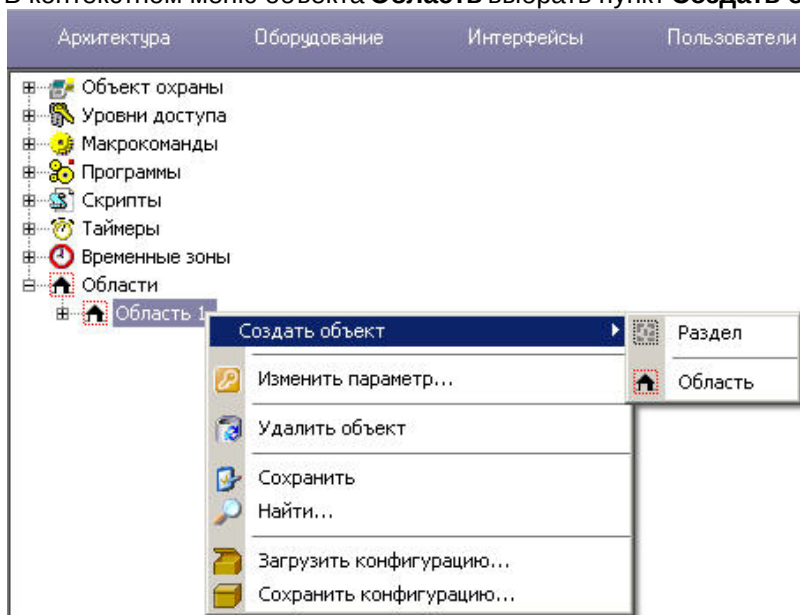 В контекстном меню объекта Область выбрать пункт Создать
Архитектура Оборудование Интерфейсы Пользователи
Объект охраны
Уровни доступа
Макрокоманды
Программы
Скрипты
Таймеры
Временные зоны
Области
Область 1
Создать объект
Раздел
Область
Изменить параметр...
Удалить объект
Сохранить
Найти...
Загрузить конфигурацию...
Сохранить конфигурацию...